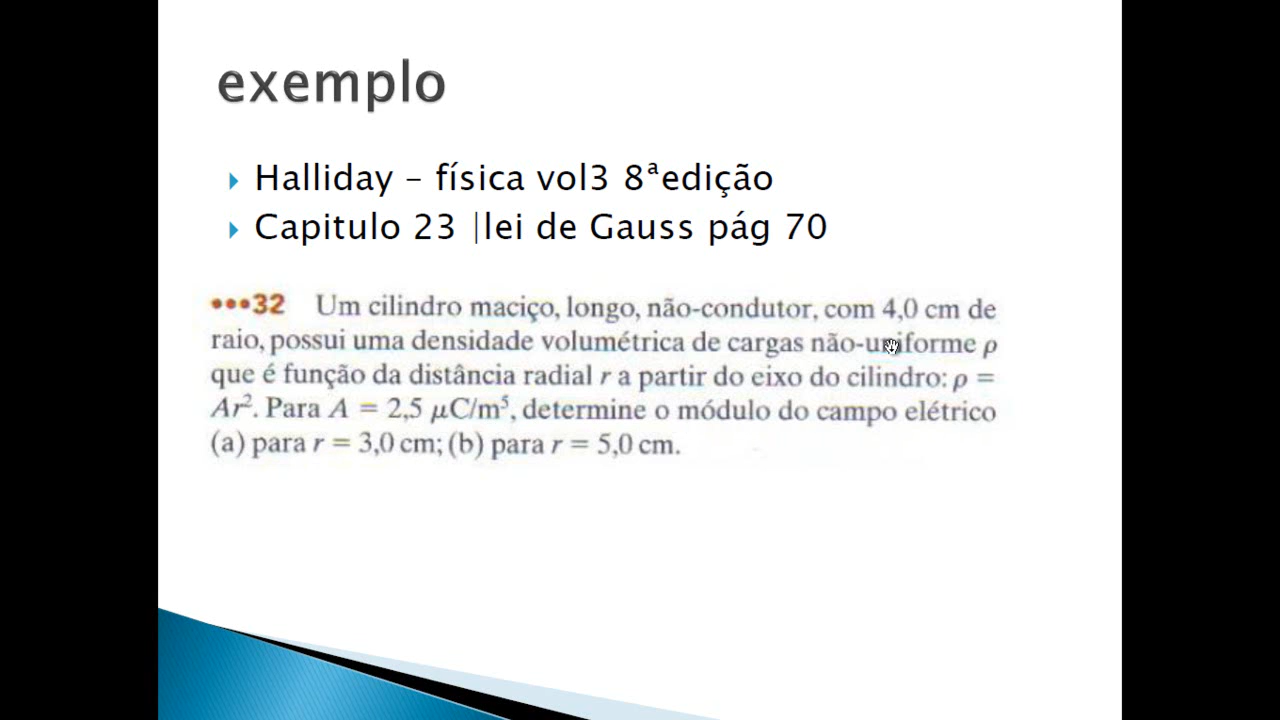 exemplo
Halliday – física vol3 8ªedição
Capitulo 23 |lei de Gauss pág 70
•••32 Um cilindro maciço, longo, não-condutor, com 4,0 cm de
raio, possui uma densidade volumétrica de cargas não-uniforme ρ
que é função da distância radial r a partir do eixo do cilindro: ρ =
Ar². Para A = 2,5 μC/m⁵, determine o módulo do campo elétrico
(a) para r = 3,0 cm; (b) para r = 5,0 cm.